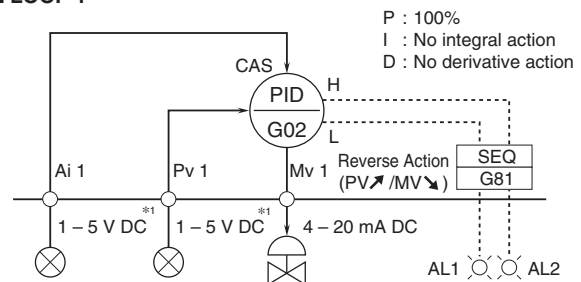 P : 100%
I : No integral action
D : No derivative action
CAS
PID
G02
H
L
Ai 1
Pv 1
Mv 1
Reverse Action
(PV↗ /MV↘ )
SEQ
G81
1 – 5 V DC*1
1 – 5 V DC*1
4 – 20 mA DC
AL1
AL2